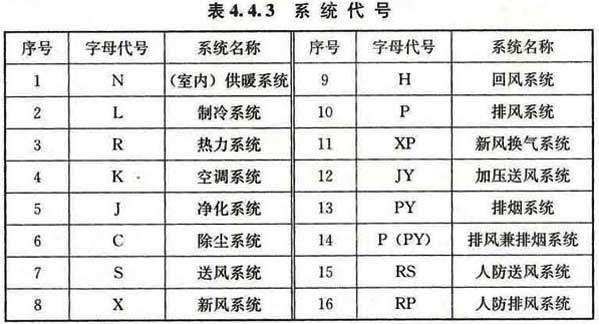 表4.4.3 系统代号
序号 字母代号 系统名称 序号 字母代号 系统名称
1 N （室内）供暖系统 9 H 回风系统
2 L 制冷系统 10 P 排风系统
3 R 热力系统 11 XP 新风换气系统
4 K 空调系统 12 JY 加压送风系统
5 J 净化系统 13 PY 排烟系统
6 C 除尘系统 14 P（PY） 排风兼排烟系统
7 S 送风系统 15 RS 人防送风系统
8 X 新风系统 16 RP 人防排风系统